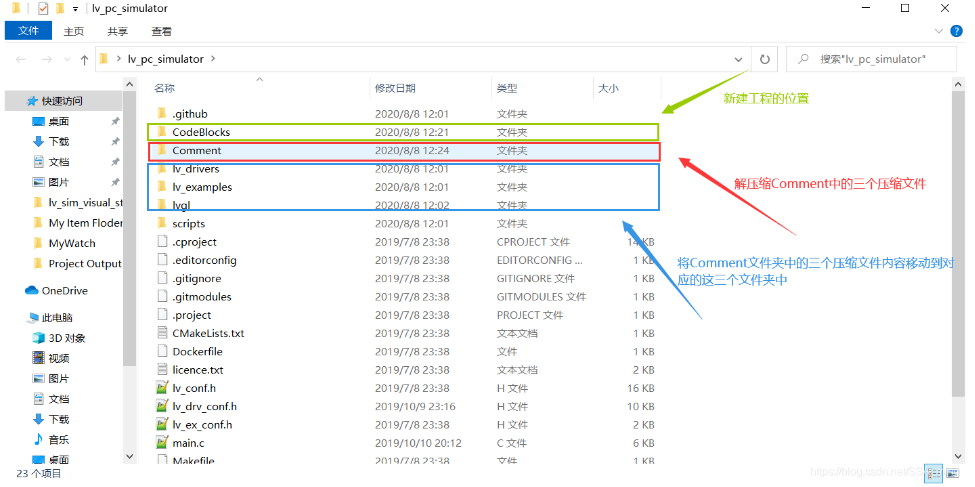 lv_pc_simulator
文件 主页 共享 查看
lv_pc_simulator
搜索"lv_pc_simulator"
名称 修改日期 类型 大小
新建工程的位置
解压缩Comment中的三个压缩文件
将Comment文件夹中的三个压缩文件内容移动到对
应的这三个文件夹中
快速访问
桌面
下载
文档
图片
lv_sim_visual_st
My Item Floder
MyWatch
Project Output
OneDrive
此电脑
3D 对象
视频
图片
文档
下载
音乐
桌面
.github 2020/8/8 12:01 文件夹
CodeBlocks 2020/8/8 12:21 文件夹
Comment 2020/8/8 12:24 文件夹
lv_drivers 2020/8/8 12:01 文件夹
lv_examples 2020/8/8 12:01 文件夹
lvgl 2020/8/8 12:02 文件夹
scripts 2020/8/8 12:01 文件夹
.cproject 2019/7/8 23:38 CPROJECT 文件 14 KB
.editorconfig 2019/7/8 23:38 EDITORCONFIG ... 1 KB
.gitignore 2019/7/8 23:38 GITIGNORE 文件 1 KB
.gitmodules 2019/7/8 23:38 GITMODULES 文件 1 KB
.project 2019/7/8 23:38 PROJECT 文件 1 KB
CMakeLists.txt 2019/7/8 23:38 文本文档 1 KB
Dockerfile 2019/7/8 23:38 文件 1 KB
licence.txt 2019/7/8 23:38 文本文档 2 KB
lv_conf.h 2019/7/8 23:38 H 文件 16 KB
lv_drv_conf.h 2019/10/9 23:16 H 文件 10 KB
lv_ex_conf.h 2019/7/8 23:38 H 文件 2 KB
main.c 2019/10/10 20:12 C 文件 6 KB
Makefile 2019/7/8 23:38 文件 1 KB
23 个项目